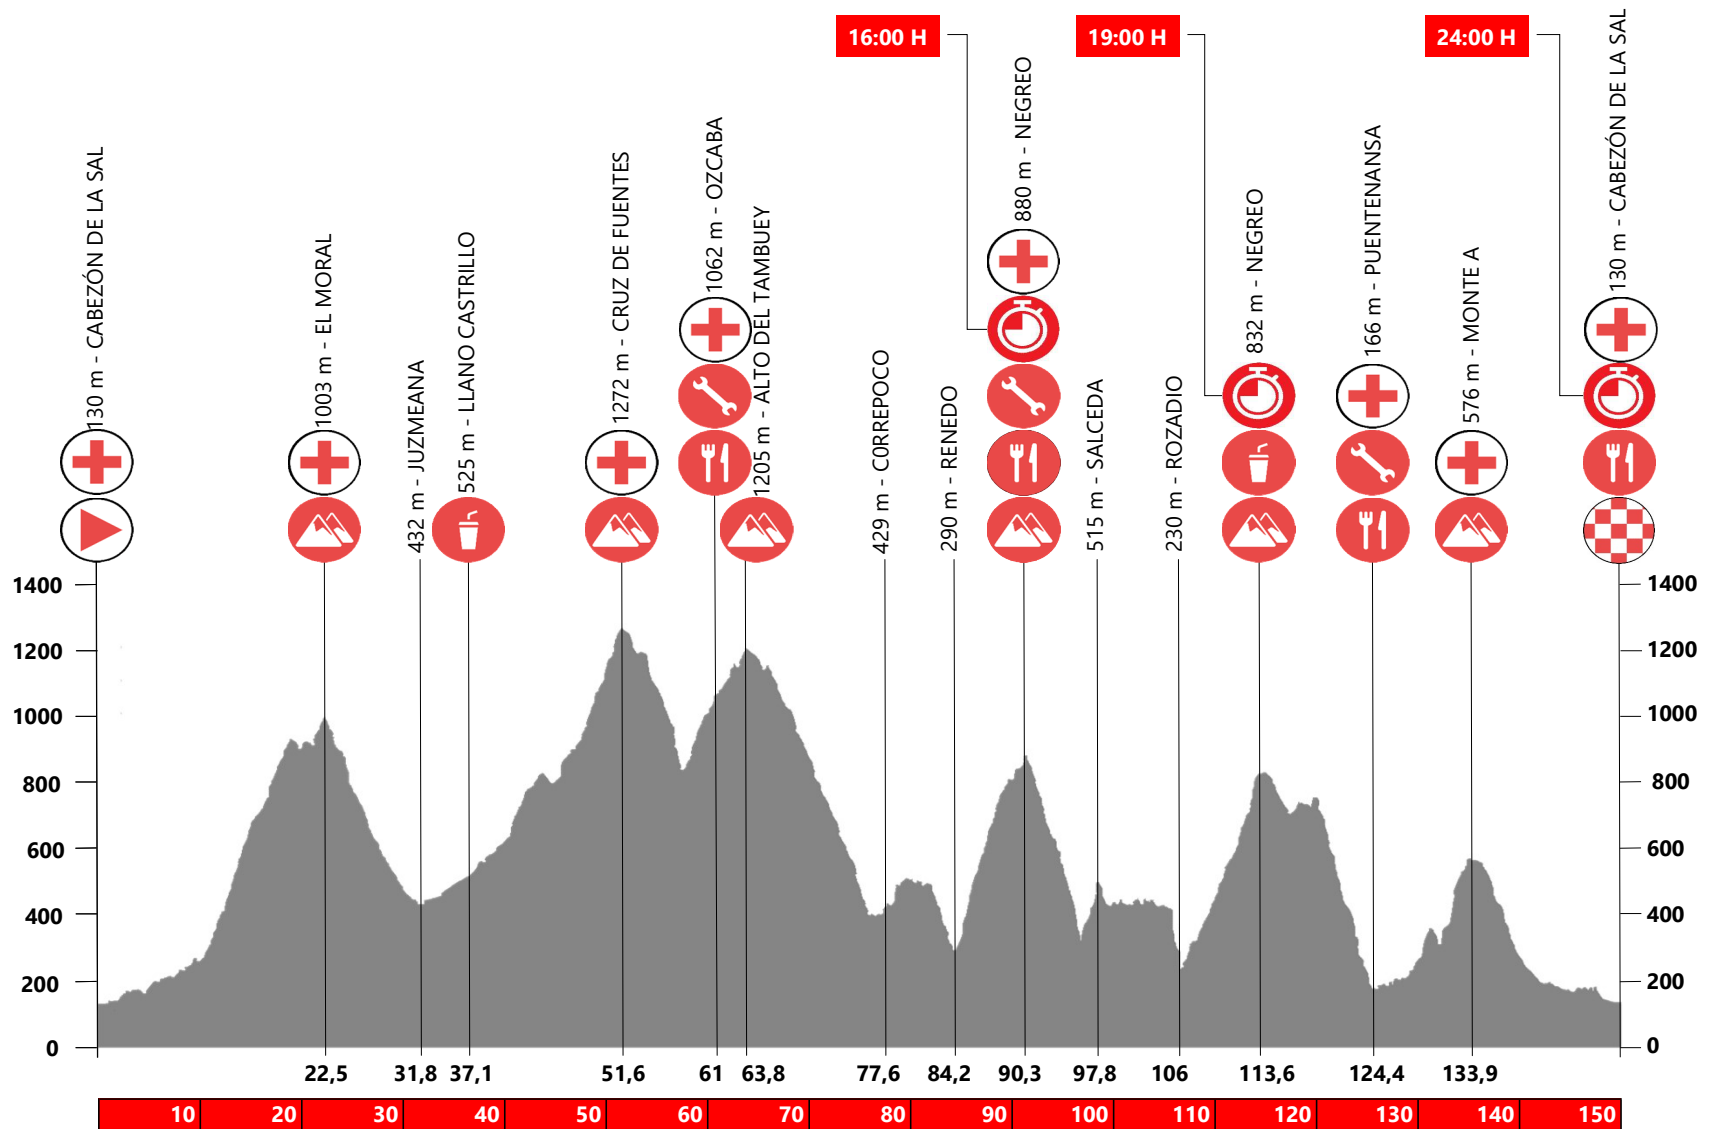 16:00 H
19:00 H
24:00 H
130 m - CABEZÓN DE LA SAL
1003 m - EL MORAL
432 m - JUZMEANA
525 m - LLANO CASTRILLO
1272 m - CRUZ DE FUENTES
1062 m - OZCABA
1205 m - ALTO DEL TAMBUEY
429 m - CORREPOCO
290 m - RENEDO
880 m - NEGREO
515 m - SALCEDA
230 m - ROZADIO
832 m - NEGREO
166 m - PUENTENANSA
576 m - MONTE A
130 m - CABEZÓN DE LA SAL
1400 1400
1200 1200
1000 1000
800 800
600 600
400 400
200 200
0 0
22,5 31,8 37,1 51,6 61 63,8 77,6 84,2 90,3 97,8 106 113,6 124,4 133,9
10 20 30 40 50 60 70 80 90 100 110 120 130 140 150